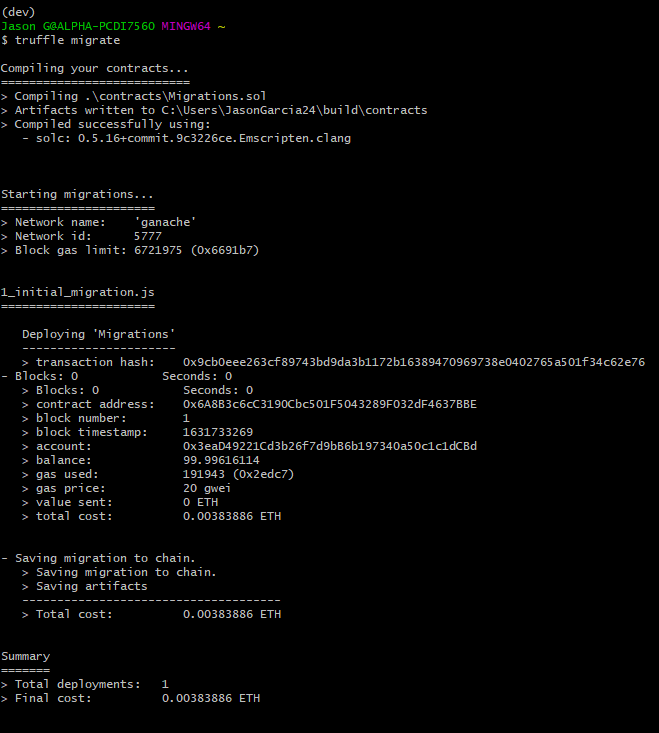 (dev)
Jason G@ALPHA-PCDI7560 MINGW64 ~
$ truffle migrate
Compiling your contracts...
===========================
> Compiling .\contracts\Migrations.sol
> Artifacts written to C:\Users\JasonGarcia24\build\contracts
> Compiled successfully using:
   - solc: 0.5.16+commit.9c3226ce.Emscripten.clang
Starting migrations...
======================
> Network name:    'ganache'
> Network id:      5777
> Block gas limit: 6721975 (0x6691b7)
1_initial_migration.js
======================
   Deploying 'Migrations'
   ----------------------
   > transaction hash:    0x9cb0eee263cf89743bd9da3b1172b16389470969738e0402765a501f34c62e76
- Blocks: 0            Seconds: 0
   > Blocks: 0            Seconds: 0
   > contract address:    0x6A8B3c6cC3190Cbc501F5043289F032dF4637BBE
   > block number:        1
   > block timestamp:     1631733269
   > account:             0x3eaD49221Cd3b26f7d9bB6b197340a50c1c1dCBd
   > balance:             99.99616114
   > gas used:            191943 (0x2edc7)
   > gas price:           20 gwei
   > value sent:          0 ETH
   > total cost:          0.00383886 ETH
- Saving migration to chain.
   > Saving migration to chain.
   > Saving artifacts
   -------------------------------------
   > Total cost:          0.00383886 ETH
Summary
=======
> Total deployments:   1
> Final cost:          0.00383886 ETH